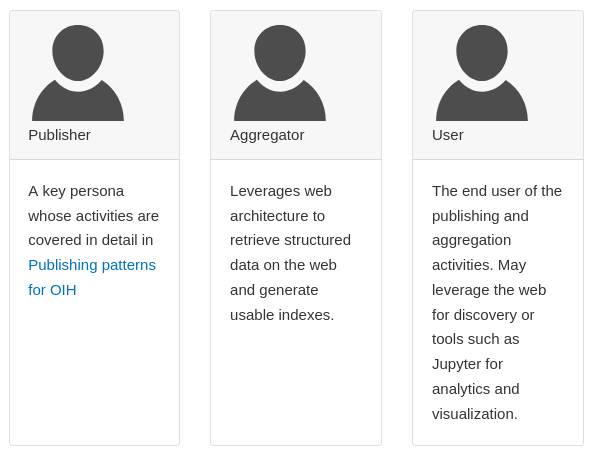 Publisher
A key persona
whose activities are
covered in detail in
Publishing patterns
for OIH
Aggregator
Leverages web
architecture to
retrieve structured
data on the web
and generate
usable indexes.
User
The end user of the
publishing and
aggregation
activities. May
leverage the web
for discovery or
tools such as
Jupyter for
analytics and
visualization.